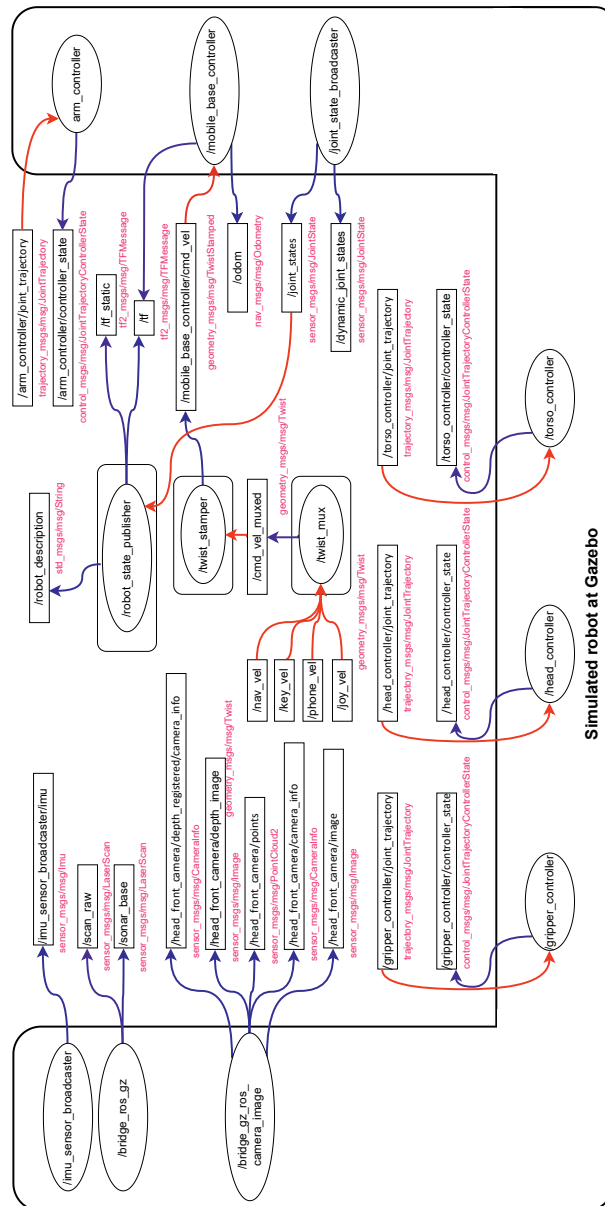 /imu_sensor_broadcaster
/bridge_ros_gz
/bridge_gz_ros_
camera_image
/imu_sensor_broadcaster/imu
sensor_msgs/msg/Imu
/scan_raw
sensor_msgs/msg/LaserScan
/sonar_base
sensor_msgs/msg/LaserScan
/head_front_camera/depth_registered/camera_info
sensor_msgs/msg/CameraInfo
/head_front_camera/depth_image
geometry_msgs/msg/Twist
sensor_msgs/msg/Image
/head_front_camera/points
sensor_msgs/msg/PointCloud2
/head_front_camera/camera_info
sensor_msgs/msg/CameraInfo
/head_front_camera/image
sensor_msgs/msg/Image
/robot_description
std_msgs/msg/String
/robot_state_publisher
/twist_stamper
/cmd_vel_muxed
geometry_msgs/msg/Twist
/twist_mux
/nav_vel
/key_vel
/phone_vel
/joy_vel
geometry_msgs/msg/Twist
/arm_controller/joint_trajectory
trajectory_msgs/msg/JointTrajectory
/arm_controller/controller_state
control_msgs/msg/JointTrajectoryControllerState
/tf_static
tf2_msgs/msg/TFMessage
/tf
tf2_msgs/msg/TFMessage
/mobile_base_controller/cmd_vel
geometry_msgs/msg/TwistStamped
/odom
nav_msgs/msg/Odometry
/joint_states
sensor_msgs/msg/JointState
/dynamic_joint_states
sensor_msgs/msg/JointState
arm_controller
/mobile_base_controller
/joint_state_broadcaster
/gripper_controller/joint_trajectory
trajectory_msgs/msg/JointTrajectory
/gripper_controller/controller_state
control_msgs/msg/JointTrajectoryControllerState
/gripper_controller
/head_controller/joint_trajectory
trajectory_msgs/msg/JointTrajectory
/head_controller/controller_state
control_msgs/msg/JointTrajectoryControllerState
/head_controller
/torso_controller/joint_trajectory
trajectory_msgs/msg/JointTrajectory
/torso_controller/controller_state
control_msgs/msg/JointTrajectoryControllerState
/torso_controller
Simulated robot at Gazebo